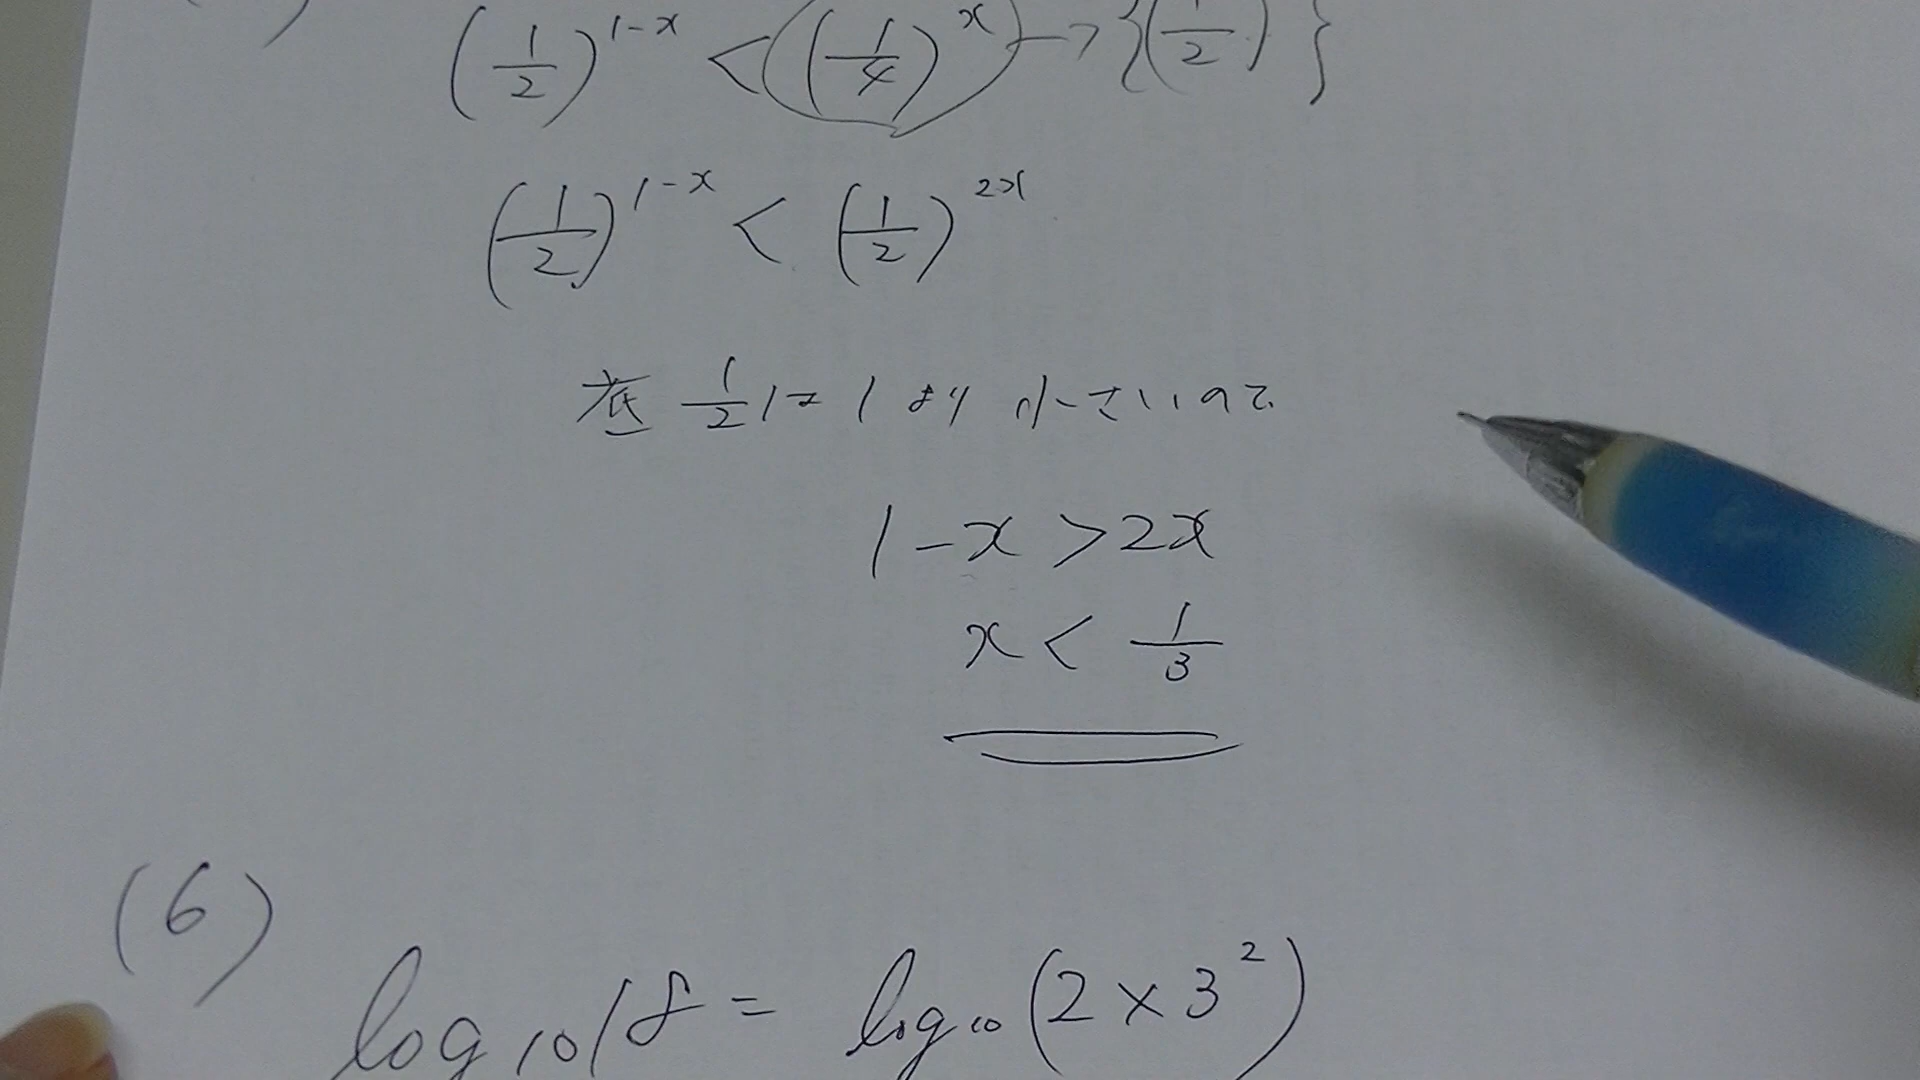 (1/2)^{1-x} < ((1/4)^x) → {(1/2)}
(1/2)^{1-x} < (1/2)^{2x}
底 1/2は1より小さいので
1-x > 2x
x < 1/3
(6)
log₁₀18 = log₁₀(2×3²)